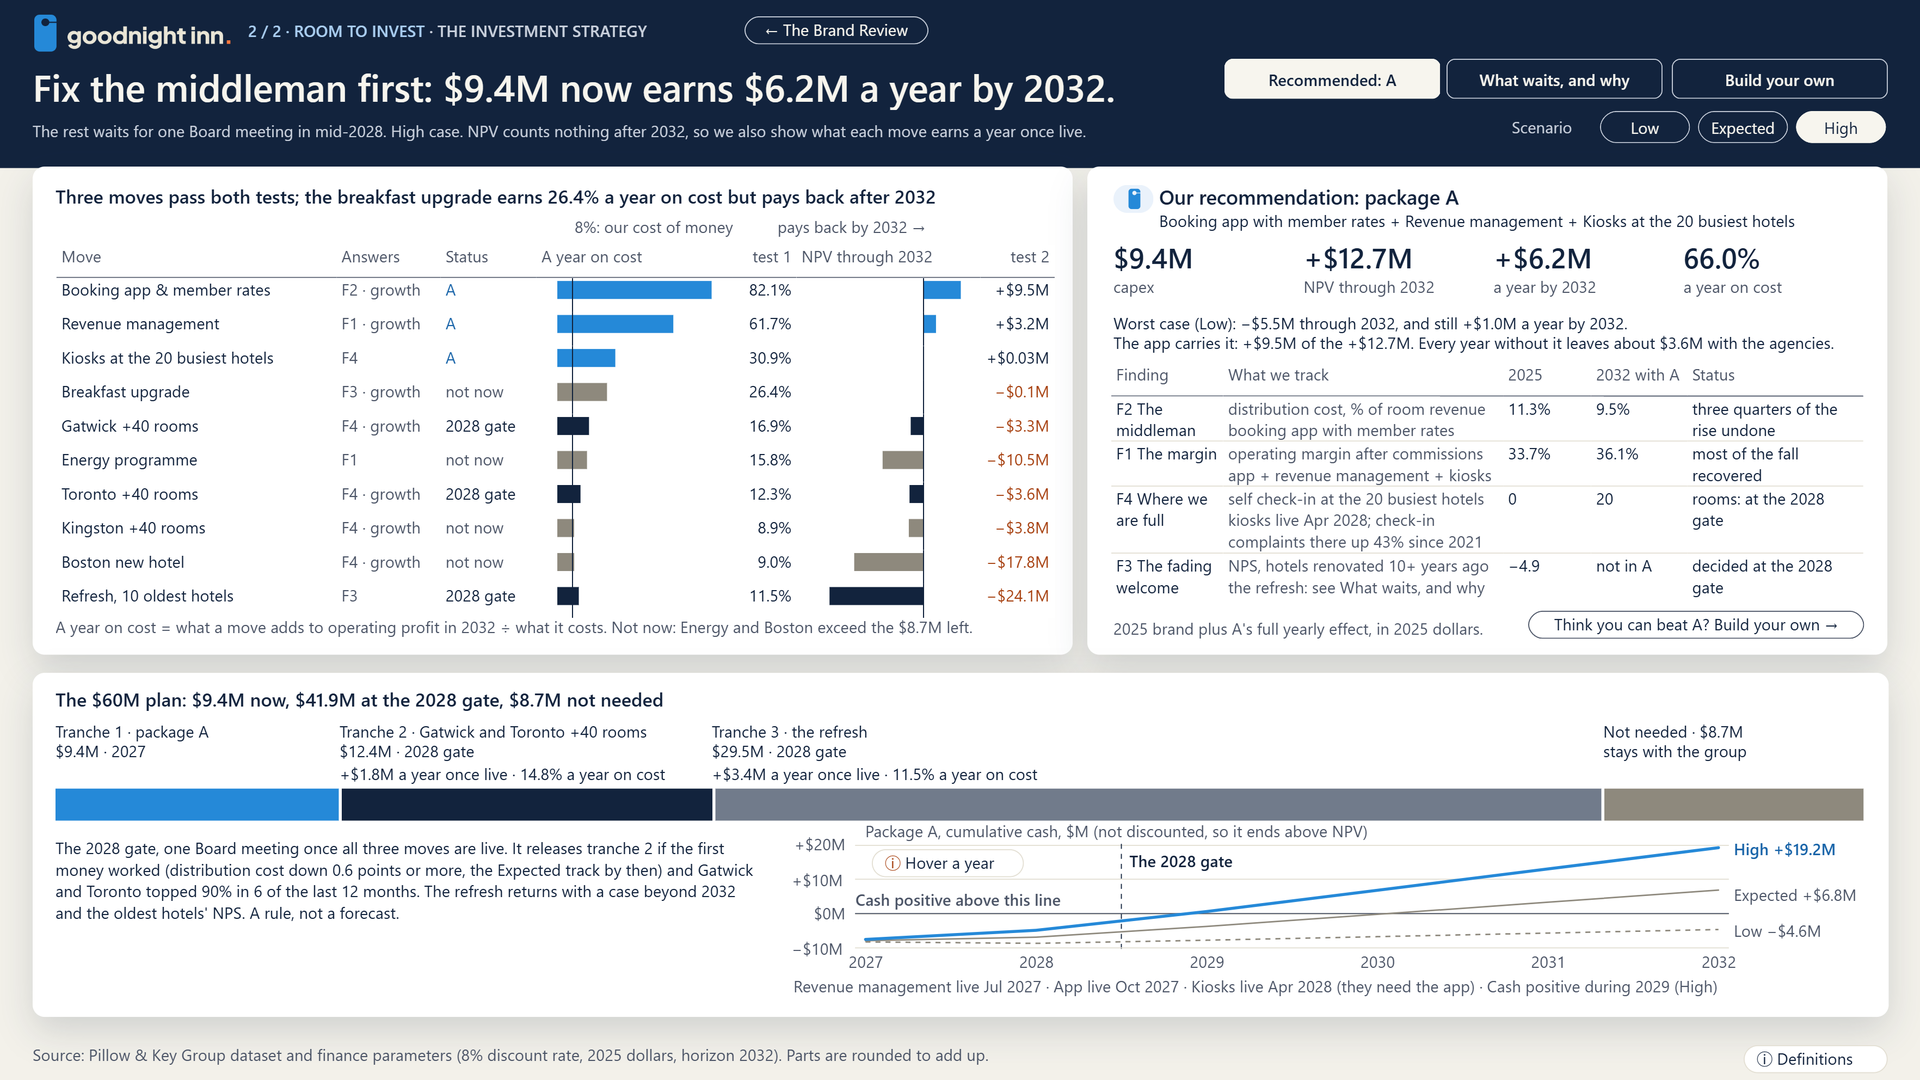 goodnight inn.
2 / 2 · ROOM TO INVEST · THE INVESTMENT STRATEGY
← The Brand Review
Fix the middleman first: $9.4M now earns $6.2M a year by 2032.
The rest waits for one Board meeting in mid-2028. High case. NPV counts nothing after 2032, so we also show what each move earns a year once live.
Recommended: A
What waits, and why
Build your own
Scenario
Low
Expected
High
Three moves pass both tests; the breakfast upgrade earns 26.4% a year on cost but pays back after 2032
8%: our cost of money
pays back by 2032 →
Move Answers Status A year on cost test 1 NPV through 2032 test 2
Booking app & member rates F2 · growth A 82.1% +$9.5M
Revenue management F1 · growth A 61.7% +$3.2M
Kiosks at the 20 busiest hotels F4 A 30.9% +$0.03M
Breakfast upgrade F3 · growth not now 26.4% −$0.1M
Gatwick +40 rooms F4 · growth 2028 gate 16.9% −$3.3M
Energy programme F1 not now 15.8% −$10.5M
Toronto +40 rooms F4 · growth 2028 gate 12.3% −$3.6M
Kingston +40 rooms F4 · growth not now 8.9% −$3.8M
Boston new hotel F4 · growth not now 9.0% −$17.8M
Refresh, 10 oldest hotels F3 2028 gate 11.5% −$24.1M
A year on cost = what a move adds to operating profit in 2032 ÷ what it costs. Not now: Energy and Boston exceed the $8.7M left.
Our recommendation: package A
Booking app with member rates + Revenue management + Kiosks at the 20 busiest hotels
$9.4M +$12.7M +$6.2M 66.0%
capex NPV through 2032 a year by 2032 a year on cost
Worst case (Low): −$5.5M through 2032, and still +$1.0M a year by 2032.
The app carries it: +$9.5M of the +$12.7M. Every year without it leaves about $3.6M with the agencies.
Finding What we track 2025 2032 with A Status
F2 The distribution cost, % of room revenue 11.3% 9.5% three quarters of the
middleman booking app with member rates rise undone
F1 The margin operating margin after commissions 33.7% 36.1% most of the fall
app + revenue management + kiosks recovered
F4 Where we self check-in at the 20 busiest hotels 0 20 rooms: at the 2028
are full kiosks live Apr 2028; check-in gate
complaints there up 43% since 2021
F3 The fading NPS, hotels renovated 10+ years ago −4.9 not in A decided at the 2028
welcome the refresh: see What waits, and why gate
2025 brand plus A's full yearly effect, in 2025 dollars.
Think you can beat A? Build your own →
The $60M plan: $9.4M now, $41.9M at the 2028 gate, $8.7M not needed
Tranche 1 · package A
$9.4M · 2027
Tranche 2 · Gatwick and Toronto +40 rooms
$12.4M · 2028 gate
+$1.8M a year once live · 14.8% a year on cost
Tranche 3 · the refresh
$29.5M · 2028 gate
+$3.4M a year once live · 11.5% a year on cost
Not needed · $8.7M
stays with the group
The 2028 gate, one Board meeting once all three moves are live. It releases tranche 2 if the first
money worked (distribution cost down 0.6 points or more, the Expected track by then) and Gatwick
and Toronto topped 90% in 6 of the last 12 months. The refresh returns with a case beyond 2032
and the oldest hotels' NPS. A rule, not a forecast.
Package A, cumulative cash, $M (not discounted, so it ends above NPV)
+$20M
+$10M
$0M
−$10M
ⓘ Hover a year
The 2028 gate
Cash positive above this line
High +$19.2M
Expected +$6.8M
Low −$4.6M
2027 2028 2029 2030 2031 2032
Revenue management live Jul 2027 · App live Oct 2027 · Kiosks live Apr 2028 (they need the app) · Cash positive during 2029 (High)
Source: Pillow & Key Group dataset and finance parameters (8% discount rate, 2025 dollars, horizon 2032). Parts are rounded to add up.
ⓘ Definitions